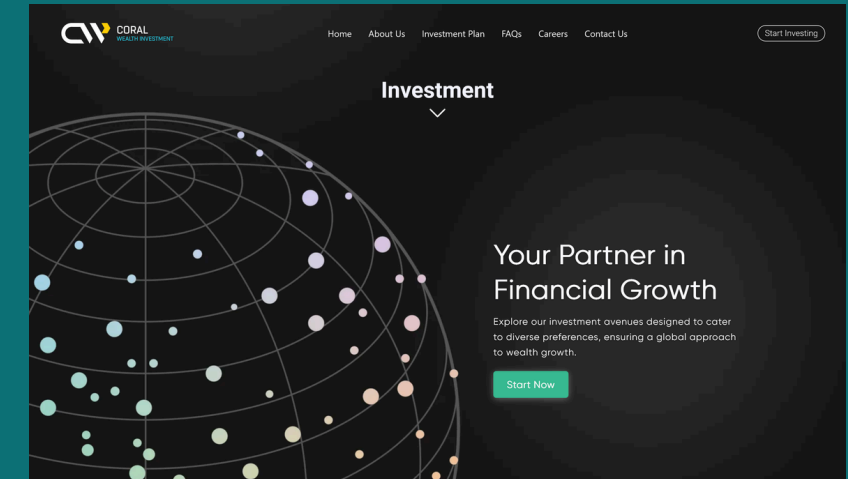 CORAL
WEALTH INVESTMENT
Home About Us Investment Plan FAQs Careers Contact Us
Start Investing
Investment
Your Partner in
Financial Growth
Explore our investment avenues designed to cater
to diverse preferences, ensuring a global approach
to wealth growth.
Start Now